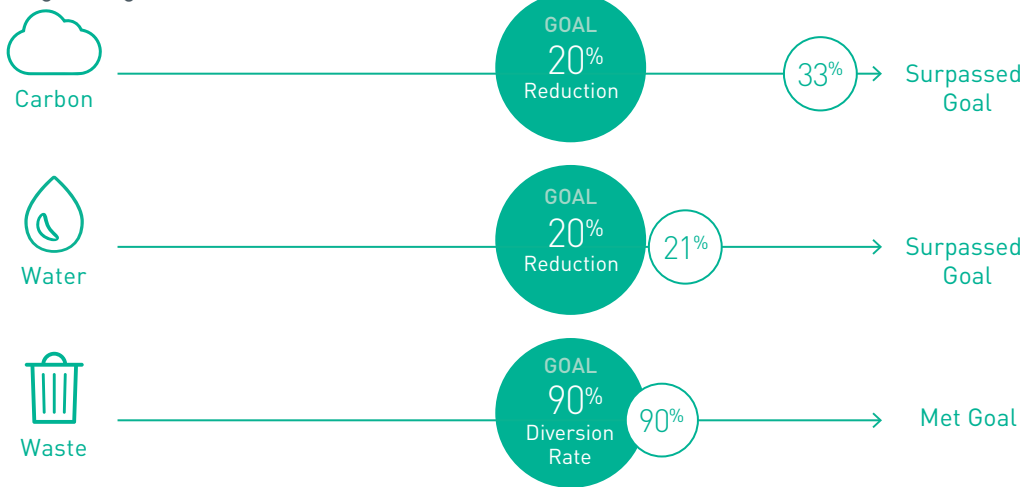 Carbon
GOAL
20%
Reduction
33%
Surpassed
Goal
Water
GOAL
20%
Reduction
21%
Surpassed
Goal
Waste
GOAL
90%
Diversion
Rate
90%
Met Goal